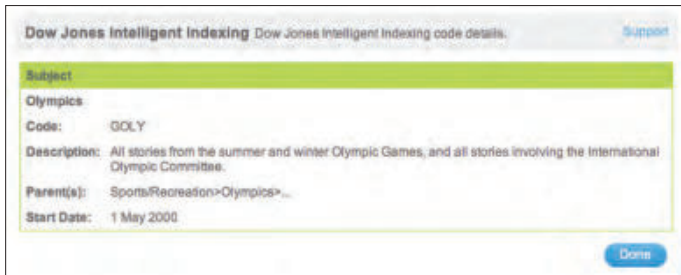 Dow Jones Intelligent Indexing Dow Jones Intelligent Indexing code details. Support
Subject
Olympics
Code: GOLY
Description: All stories from the summer and winter Olympic Games, and all stories involving the International
Olympic Committee.
Parent(s): Sports/Recreation>Olympics>...
Start Date: 1 May 2000
Done